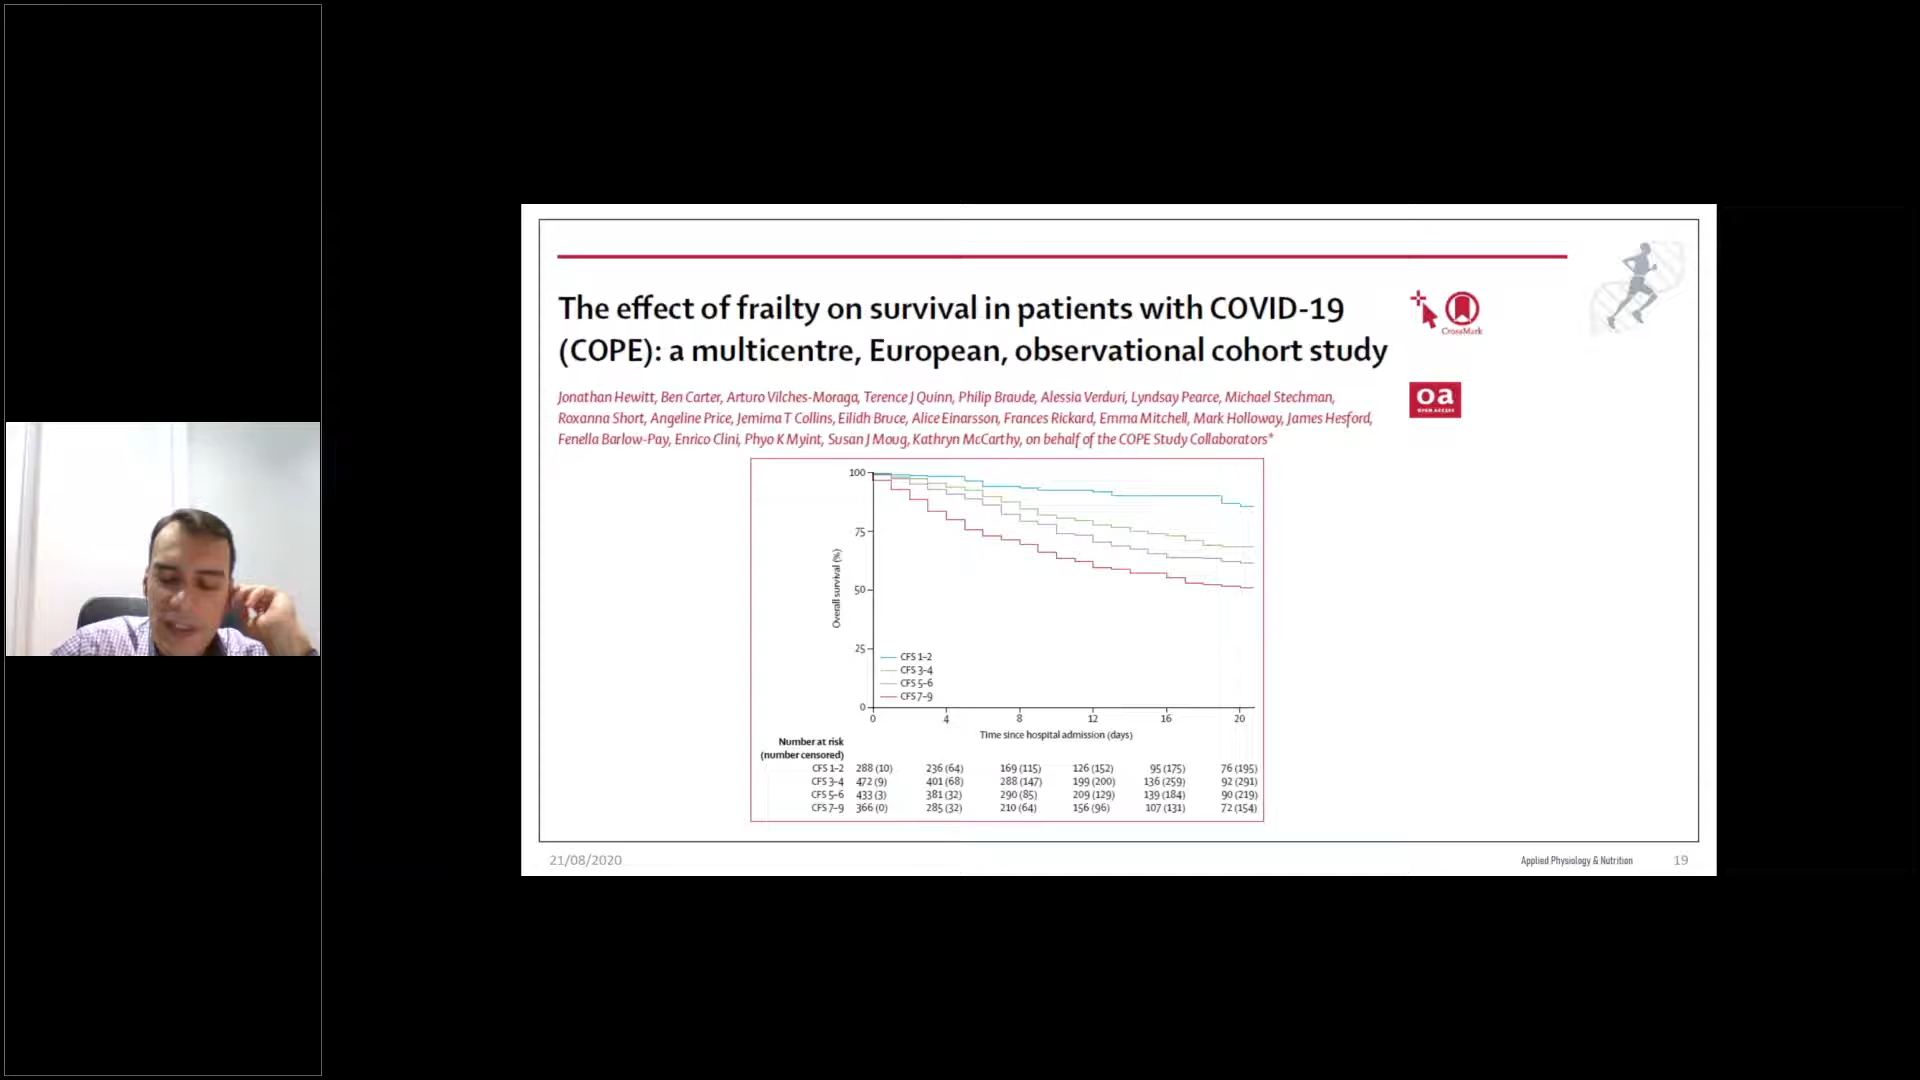 The effect of frailty on survival in patients with COVID-19
(COPE): a multicentre, European, observational cohort study
CrossMark
oa
OPEN ACCESS
Jonathan Hewitt, Ben Carter, Arturo Vilches-Moraga, Terence J Quinn, Philip Braude, Alessia Verduri, Lyndsay Pearce, Michael Stechman,
Roxanna Short, Angeline Price, Jemima T Collins, Eilidh Bruce, Alice Einarsson, Frances Rickard, Emma Mitchell, Mark Holloway, James Hesford,
Fenella Barlow-Pay, Enrico Clini, Phyo K Myint, Susan J Moug, Kathryn McCarthy, on behalf of the COPE Study Collaborators*
100
75
50
25
0
Overall survival (%)
CFS 1–2
CFS 3–4
CFS 5–6
CFS 7–9
0 4 8 12 16 20
Time since hospital admission (days)
Number at risk
(number censored)
CFS 1–2 288 (10) 236 (64) 169 (115) 126 (152) 95 (175) 76 (195)
CFS 3–4 472 (9) 401 (68) 288 (147) 199 (200) 136 (259) 92 (291)
CFS 5–6 433 (3) 381 (32) 290 (85) 209 (129) 139 (184) 90 (219)
CFS 7–9 366 (0) 285 (32) 210 (64) 156 (96) 107 (131) 72 (154)
21/08/2020
Applied Physiology & Nutrition
19